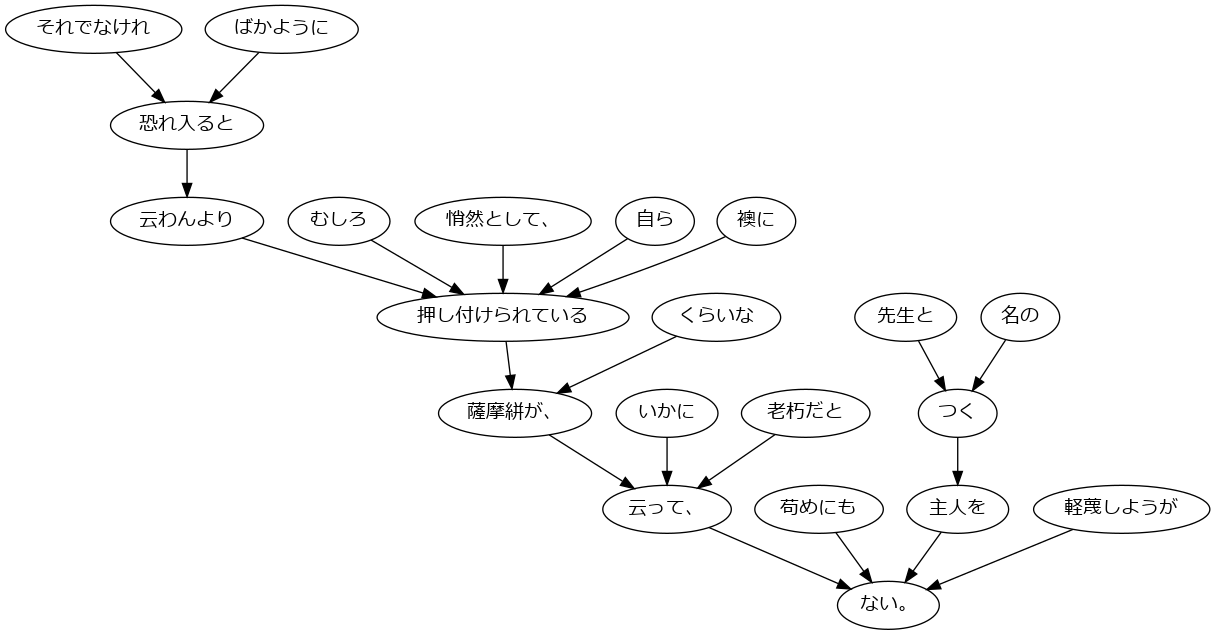 それでなけれ
ばかように
恐れ入ると
云わんより
むしろ
悄然として、
自ら
襖に
押し付けられている
くらいな
先生と
名の
薩摩絣が、
いかに
老朽だと
つく
云って、
苟めにも
主人を
軽蔑しようが
ない。